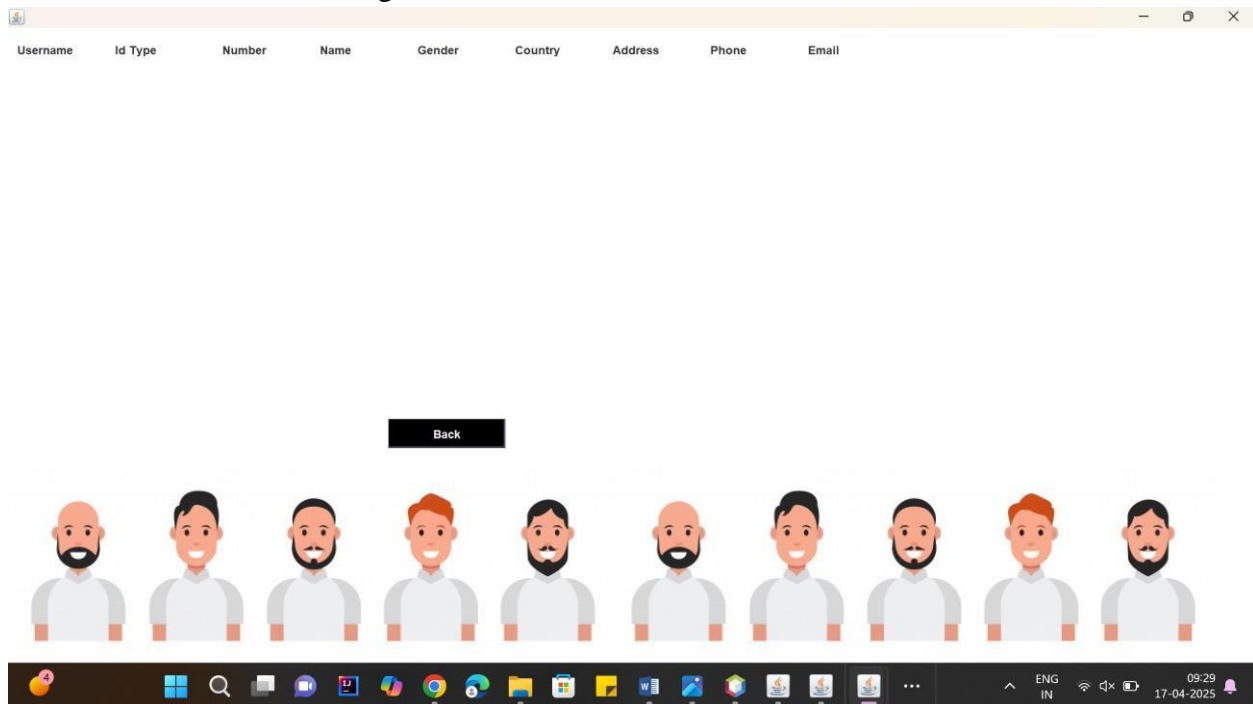 Username Id Type Number Name Gender Country Address Phone Email
Back
4
ENG
IN
09:29
17-04-2025